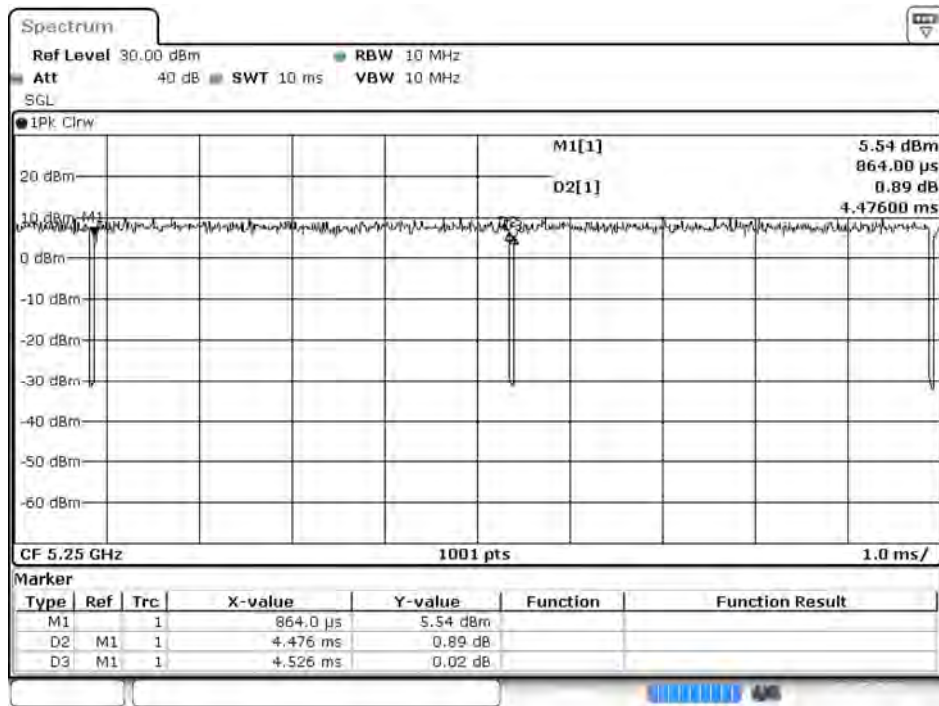 Spectrum
Ref Level 30.00 dBm RBW 10 MHz
Att 40 dB SWT 10 ms VBW 10 MHz
SGL
1Pk Clrw
M1[1] 5.54 dBm
864.00 µs
20 dBm
D2[1] 0.89 dB
4.47600 ms
10 dBm M1
0 dBm
-10 dBm
-20 dBm
-30 dBm
-40 dBm
-50 dBm
-60 dBm
CF 5.25 GHz 1001 pts 1.0 ms/
Marker
Type Ref Trc X-value Y-value Function Function Result
M1 1 864.0 µs 5.54 dBm
D2 M1 1 4.476 ms 0.89 dB
D3 M1 1 4.526 ms 0.02 dB